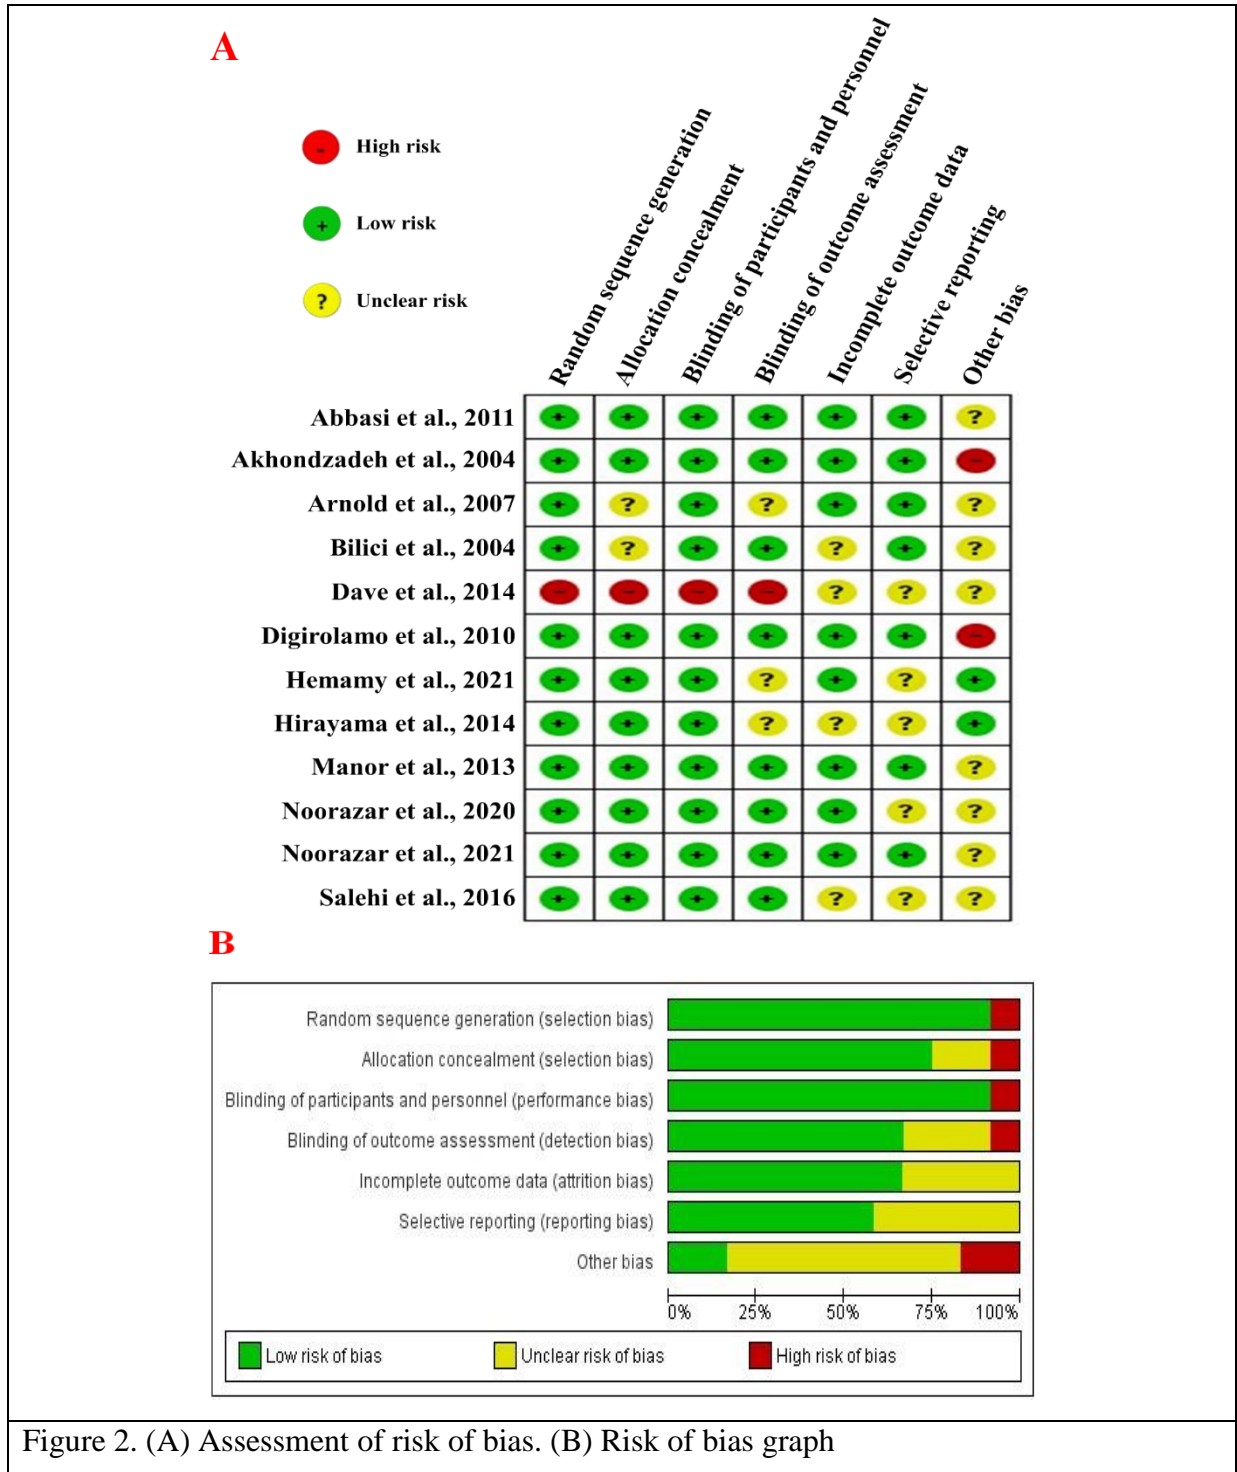 A
- High risk
+ Low risk
? Unclear risk
Random sequence generation
Allocation concealment
Blinding of participants and personnel
Blinding of outcome assessment
Incomplete outcome data
Selective reporting
Other bias
Abbasi et al., 2011 + + + + + + ?
Akhondzadeh et al., 2004 + + + + + + -
Arnold et al., 2007 + ? + ? + + ?
Bilici et al., 2004 + ? + + ? + ?
Dave et al., 2014 - - - - ? ? ?
Digirolamo et al., 2010 + + + + + + -
Hemamy et al., 2021 + + + ? + ? +
Hirayama et al., 2014 + + + ? ? ? +
Manor et al., 2013 + + + + + + ?
Noorazar et al., 2020 + + + + + ? ?
Noorazar et al., 2021 + + + + + + ?
Salehi et al., 2016 + + + + ? ? ?
B
Random sequence generation (selection bias)
Allocation concealment (selection bias)
Blinding of participants and personnel (performance bias)
Blinding of outcome assessment (detection bias)
Incomplete outcome data (attrition bias)
Selective reporting (reporting bias)
Other bias
0% 25% 50% 75% 100%
Low risk of bias Unclear risk of bias High risk of bias
Figure 2. (A) Assessment of risk of bias. (B) Risk of bias graph